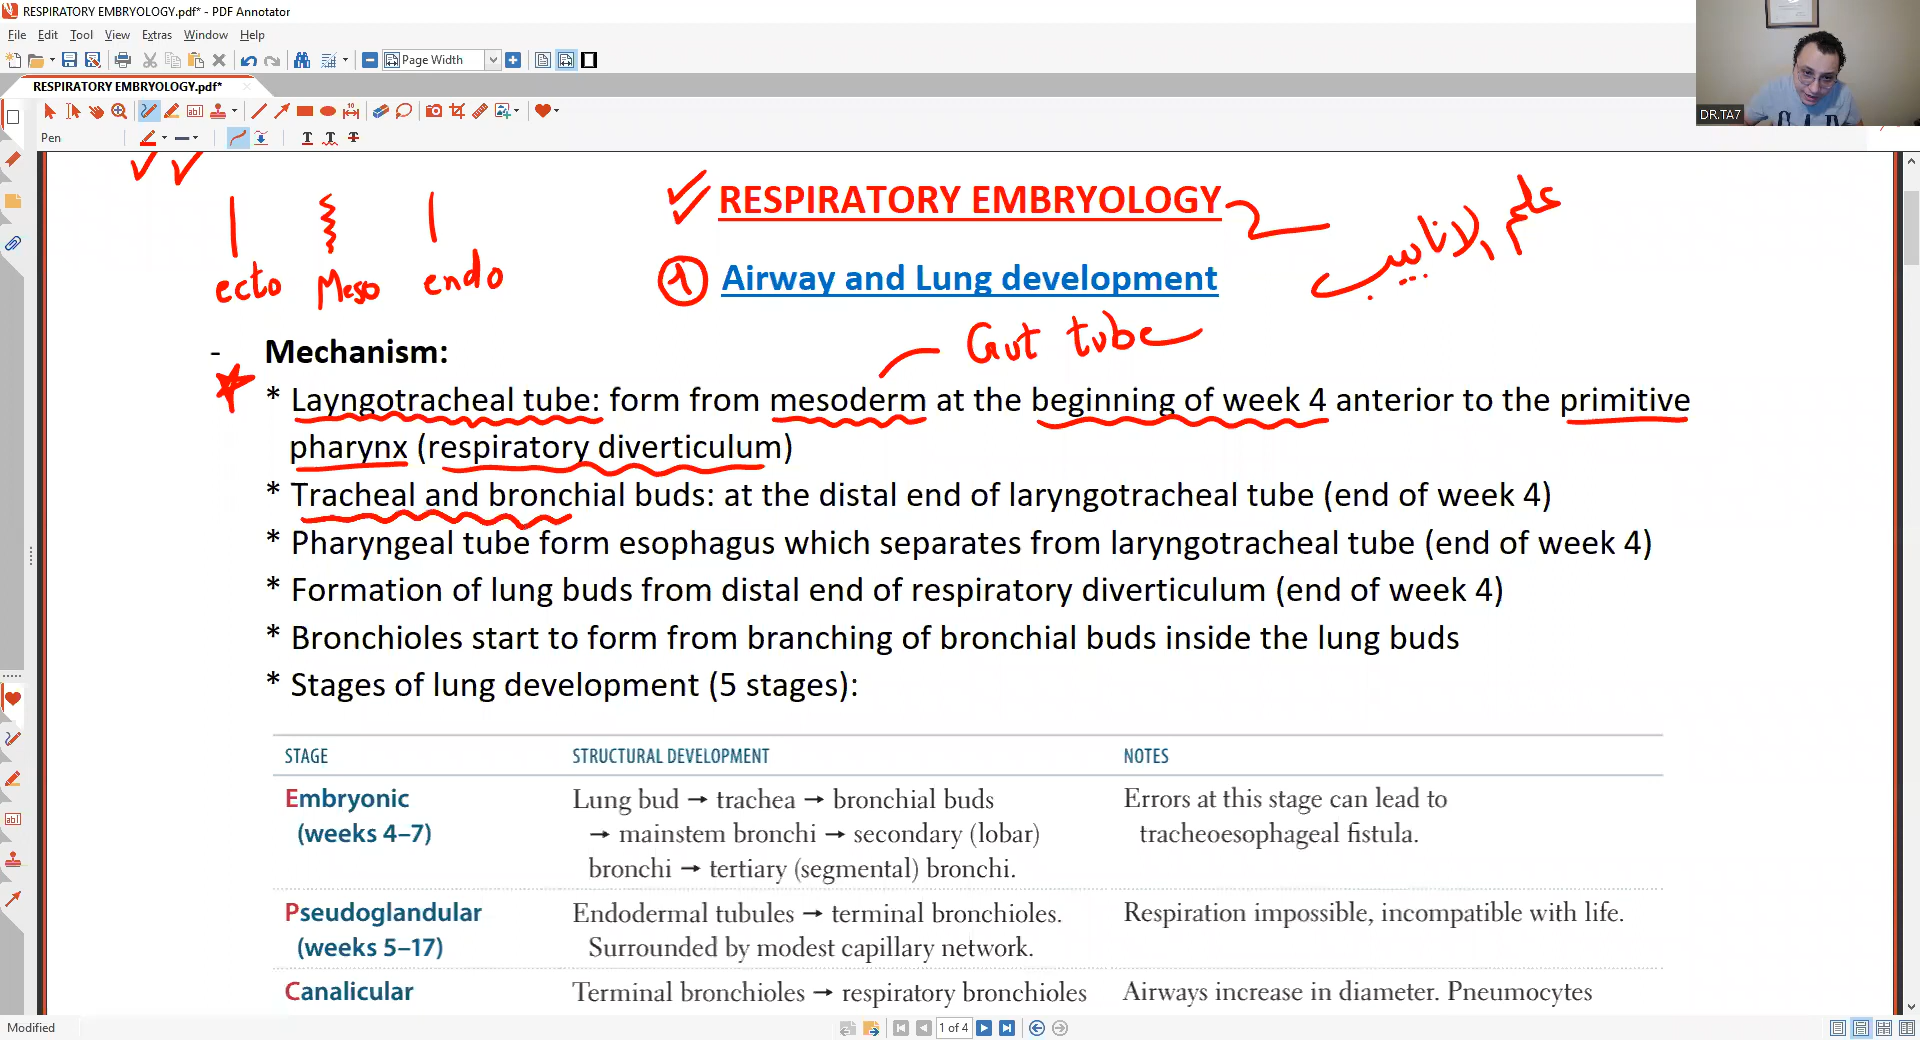 RESPIRATORY EMBRYOLOGY.pdf* - PDF Annotator
File Edit Tool View Extras Window Help
Page Width
RESPIRATORY EMBRYOLOGY.pdf*
DR.TA7
Pen
RESPIRATORY EMBRYOLOGY
علم الانابيب
ecto Meso endo
1 Airway and Lung development
Gut tube
- Mechanism:
* Layngotracheal tube: form from mesoderm at the beginning of week 4 anterior to the primitive
pharynx (respiratory diverticulum)
* Tracheal and bronchial buds: at the distal end of laryngotracheal tube (end of week 4)
* Pharyngeal tube form esophagus which separates from laryngotracheal tube (end of week 4)
* Formation of lung buds from distal end of respiratory diverticulum (end of week 4)
* Bronchioles start to form from branching of bronchial buds inside the lung buds
* Stages of lung development (5 stages):
STAGE STRUCTURAL DEVELOPMENT NOTES
Embryonic Lung bud → trachea → bronchial buds Errors at this stage can lead to
(weeks 4–7) → mainstem bronchi → secondary (lobar) tracheoesophageal fistula.
bronchi → tertiary (segmental) bronchi.
Pseudoglandular Endodermal tubules → terminal bronchioles. Respiration impossible, incompatible with life.
(weeks 5–17) Surrounded by modest capillary network.
Canalicular Terminal bronchioles → respiratory bronchioles Airways increase in diameter. Pneumocytes
Modified 1 of 4